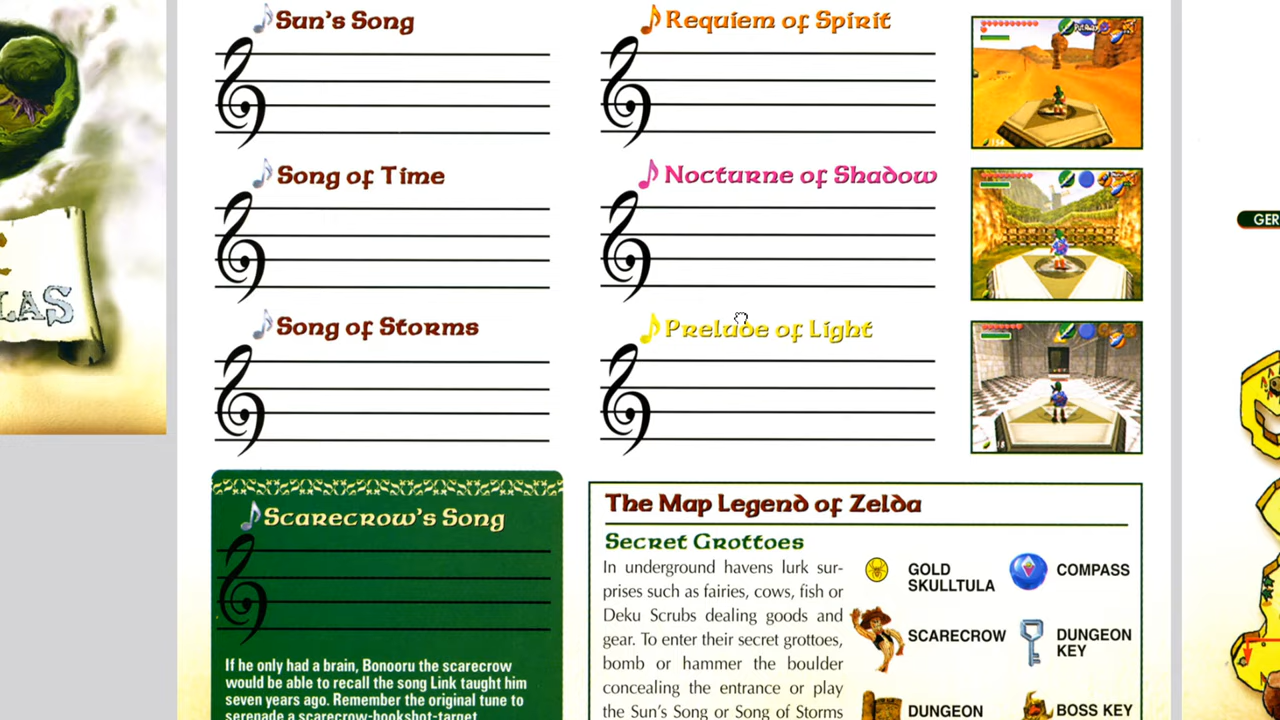 LAS
Sun's Song
Song of Time
Song of Storms
Requiem of Spirit
Nocturne of Shadow
Prelude of Light
GER
Scarecrow's Song
If he only had a brain, Bonooru the scarecrow
would be able to recall the song Link taught him
seven years ago. Remember the original tune to
serenade a scarecrow-hookshot-target
The Map Legend of Zelda
Secret Grottoes
In underground havens lurk sur-
prises such as fairies, cows, fish or
Deku Scrubs dealing goods and
gear. To enter their secret grottoes,
bomb or hammer the boulder
concealing the entrance or play
the Sun's Song or Song of Storms
GOLD
SKULLTULA
COMPASS
SCARECROW
DUNGEON
KEY
DUNGEON
BOSS KEY